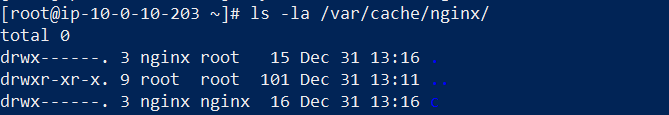 [root@ip-10-0-10-203 ~]# ls -la /var/cache/nginx/
total 0
drwx------. 3 nginx root   15 Dec 31 13:16 .
drwxr-xr-x. 9 root  root  101 Dec 31 13:11 ..
drwx------. 3 nginx nginx  16 Dec 31 13:16 c